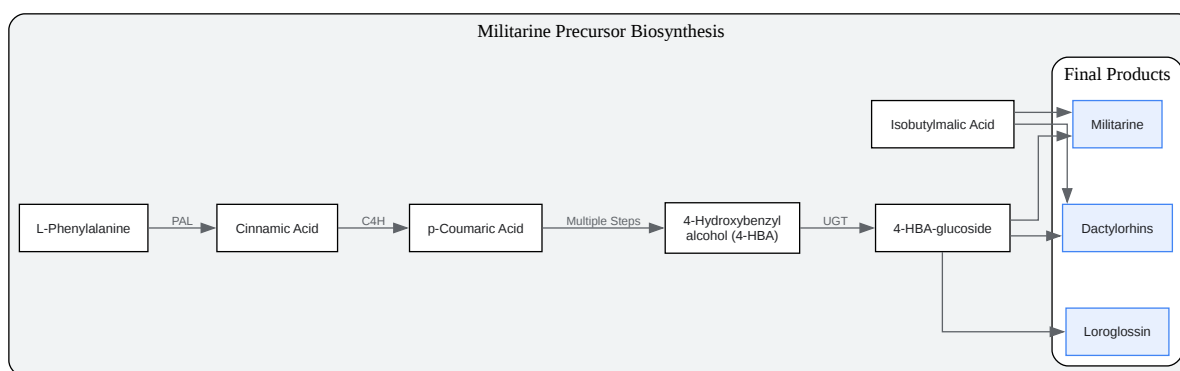 Militarine Precursor Biosynthesis
Final Products
Isobutylmalic Acid
Militarine
L-Phenylalanine
PAL
Cinnamic Acid
C4H
p-Coumaric Acid
Multiple Steps
4-Hydroxybenzyl
alcohol (4-HBA)
UGT
4-HBA-glucoside
Dactylorhins
Loroglossin